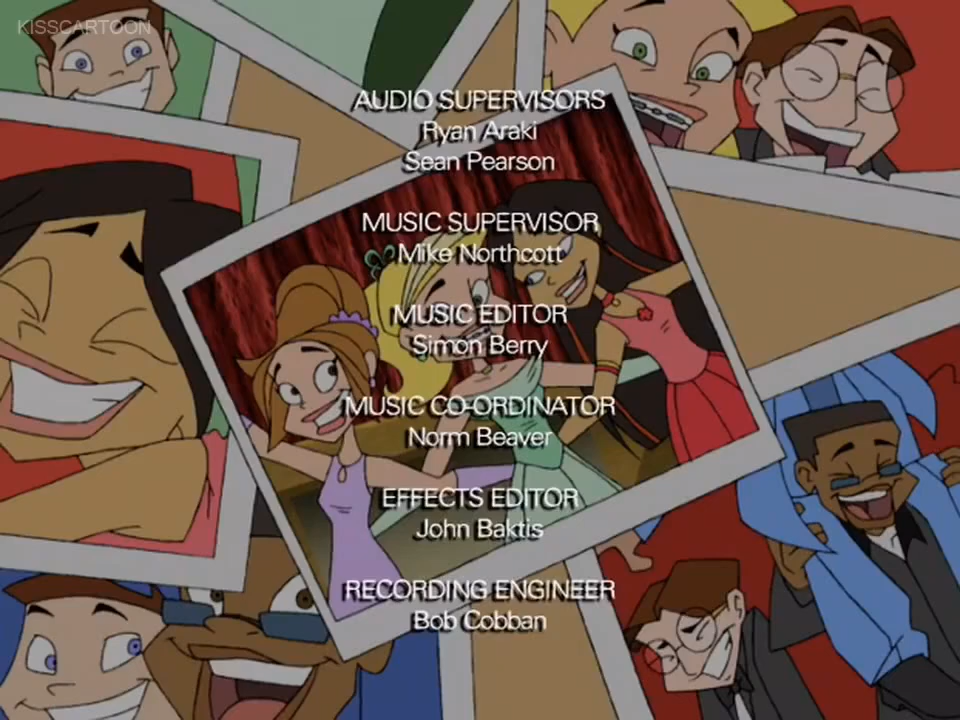 KISSCARTOON
AUDIO SUPERVISORS
Ryan Araki
Sean Pearson
MUSIC SUPERVISOR
Mike Northcott
MUSIC EDITOR
Simon Berry
MUSIC CO-ORDINATOR
Norm Beaver
EFFECTS EDITOR
John Baktis
RECORDING ENGINEER
Bob Cobban